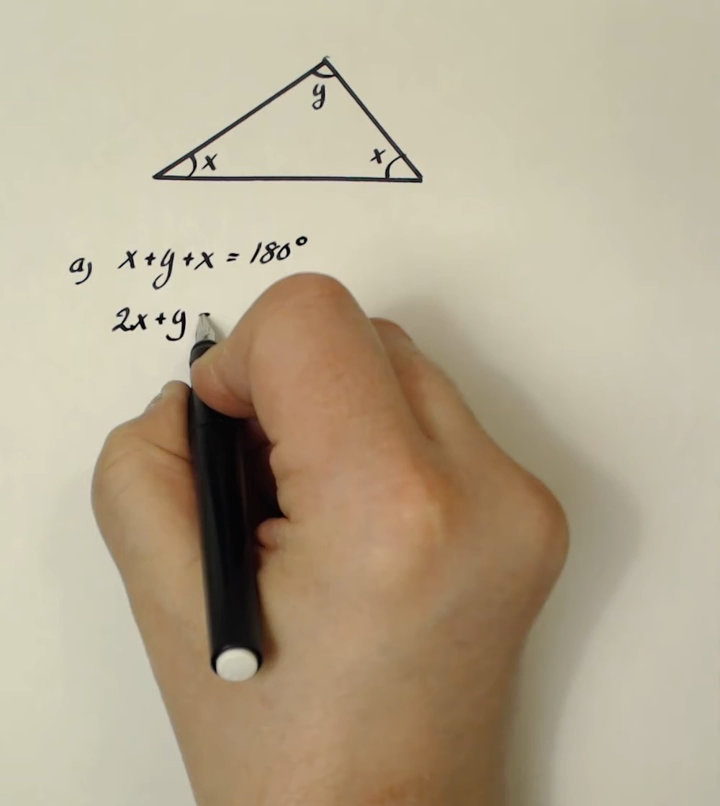 y
x x
a) x+y+x = 180°
2x+y